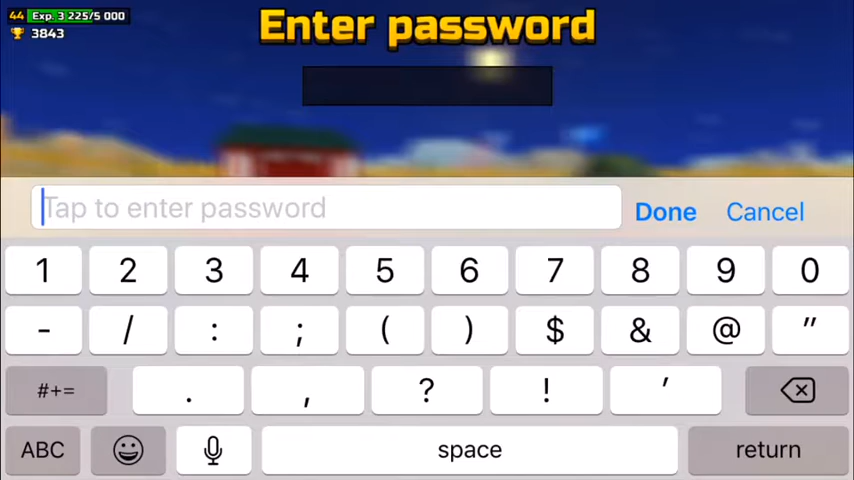 44 Exp. 3 225/5 000
3843
Enter password
Tap to enter password
Done Cancel
1 2 3 4 5 6 7 8 9 0
- / : ; ( ) $ & @ "
#+= . , ? ! '
ABC space return